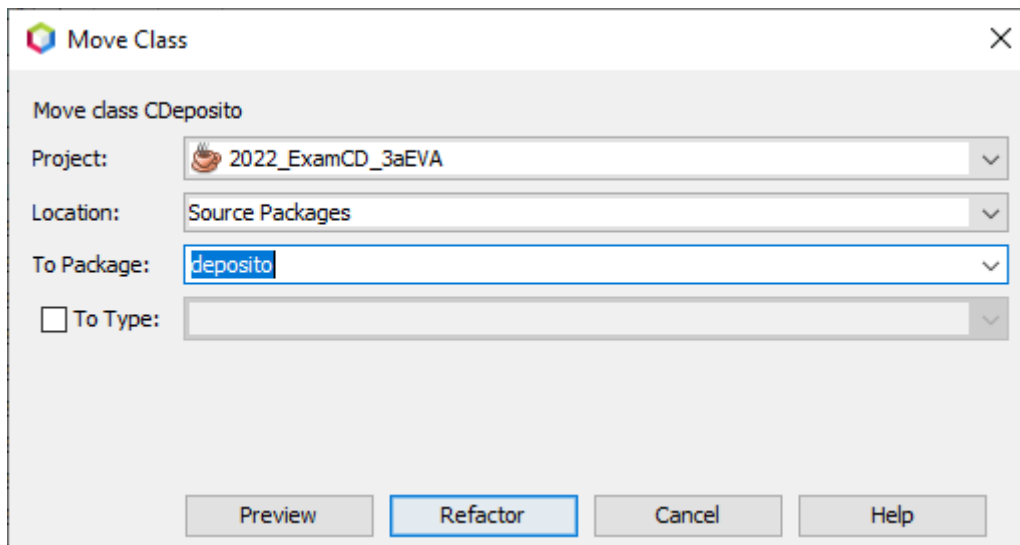 Move Class
Move class CDeposito
Project: 2022_ExamCD_3aEVA
Location: Source Packages
To Package: deposito
To Type:
Preview Refactor Cancel Help